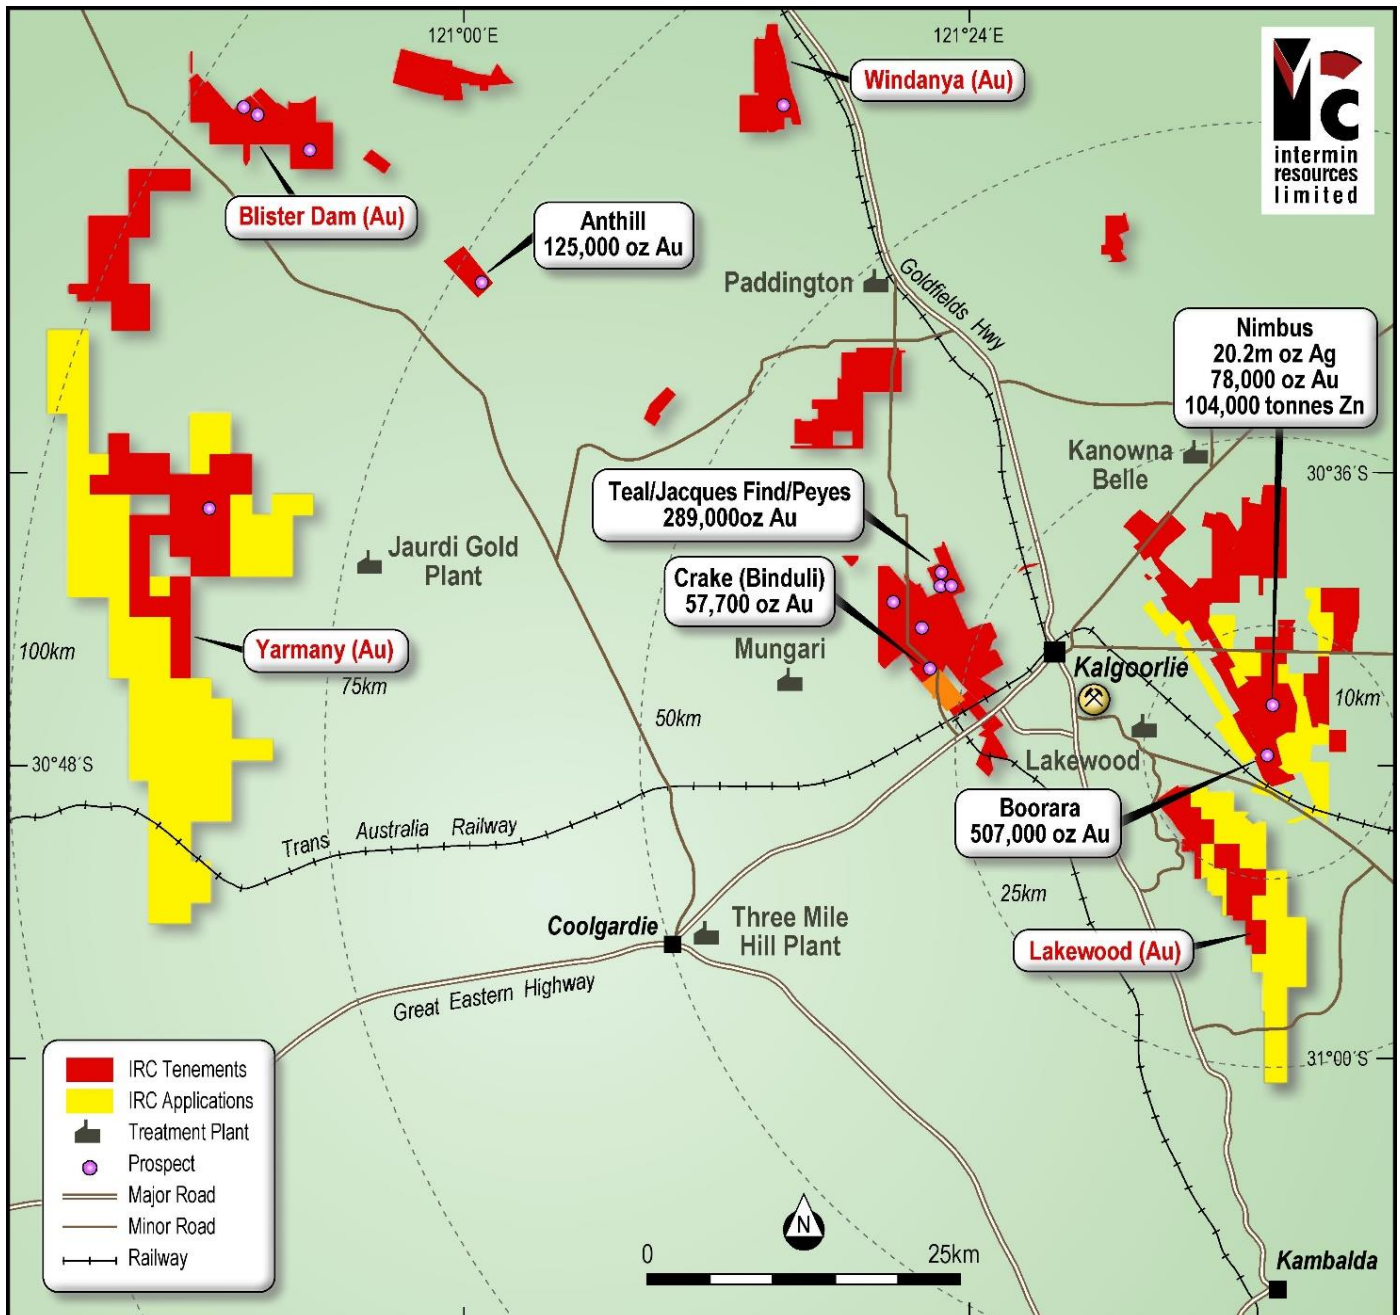 121°00´E
121°24´E
intermin
resources
limited
Windanya (Au)
Blister Dam (Au)
Anthill
125,000 oz Au
Paddington
Goldfields Hwy
Nimbus
20.2m oz Ag
78,000 oz Au
104,000 tonnes Zn
Kanowna
Belle
30°36´S
Teal/Jacques Find/Peyes
289,000oz Au
Jaurdi Gold
Plant
Crake (Binduli)
57,700 oz Au
Mungari
Yarmany (Au)
100km
75km
50km
Kalgoorlie
10km
Lakewood
30°48´S
Boorara
507,000 oz Au
Trans Australia Railway
25km
Coolgardie
Three Mile
Hill Plant
Lakewood (Au)
Great Eastern Highway
31°00´S
IRC Tenements
IRC Applications
Treatment Plant
Prospect
Major Road
Minor Road
Railway
N
0
25km
Kambalda